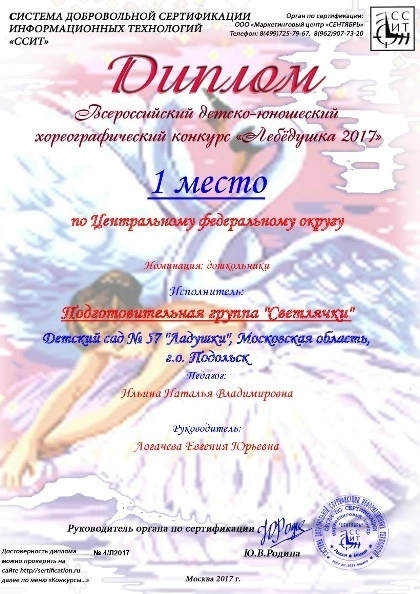 СИСТЕМА ДОБРОВОЛЬНОЙ СЕРТИФИКАЦИИ
ИНФОРМАЦИОННЫХ ТЕХНОЛОГИЙ
«ССИТ»
Орган по сертификации:
ООО «Маркетинговый центр «СЕНТЯБРЬ»
Телефон: 8(499)725-79-67, 8(962)907-73-20
ССИТ
Диплом
Всероссийский детско-юношеский
хореографический конкурс «Лебёдушка 2017»
1 место
по Центральному федеральному округу
Номинация: дошкольники
Исполнитель:
Подготовительная группа "Светлячки"
Детский сад № 57 "Ладушки", Московская область,
г.о. Подольск
Педагог:
Ильина Наталья Владимировна
Руководитель:
Логачева Евгения Юрьевна
Руководитель органа по сертификации
Ю.В.Родина
Достоверность диплома
можно проверить на
сайте http://sertification.ru
далее по меню «Конкурсы...»
№ 4/Л2017
Москва 2017 г.